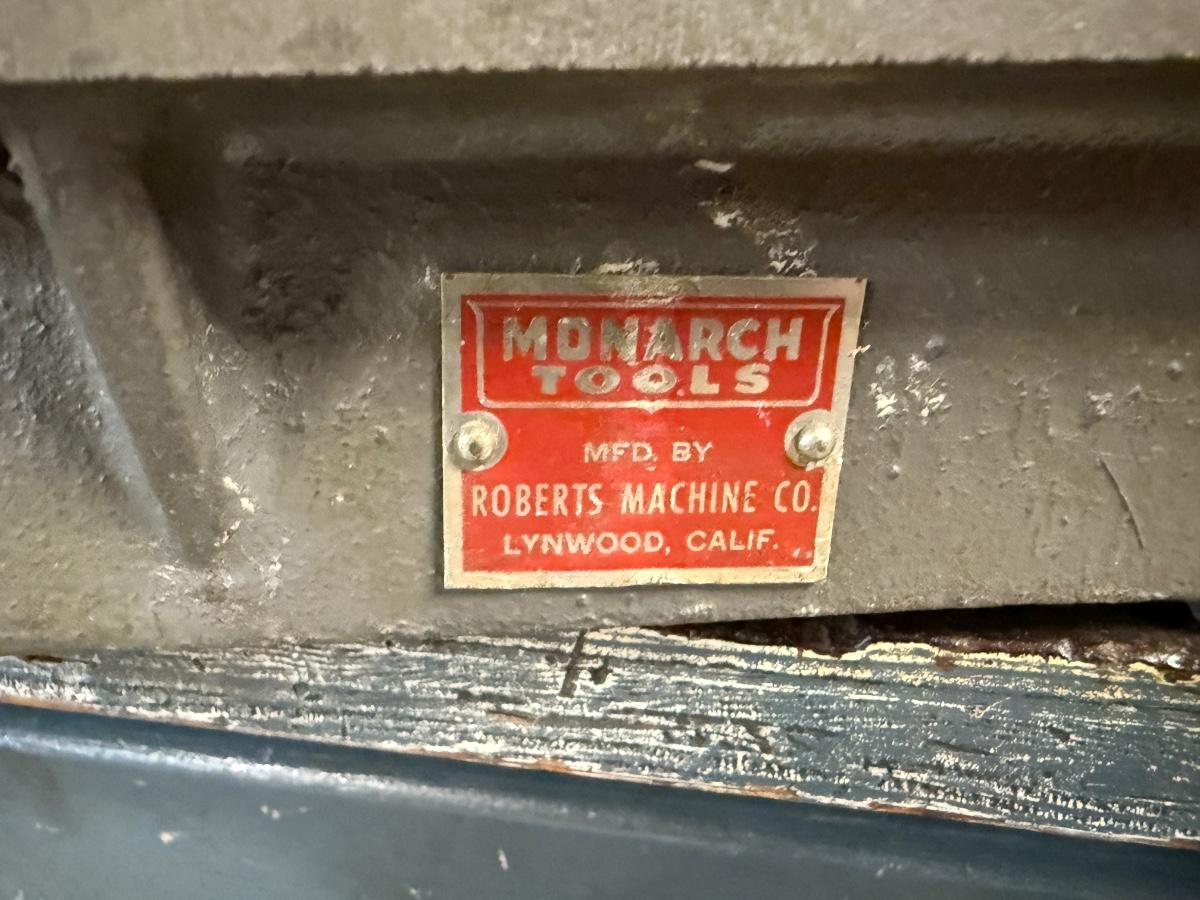 MONARCH
TOOLS
MFD. BY
ROBERTS MACHINE CO.
LYNWOOD, CALIF.